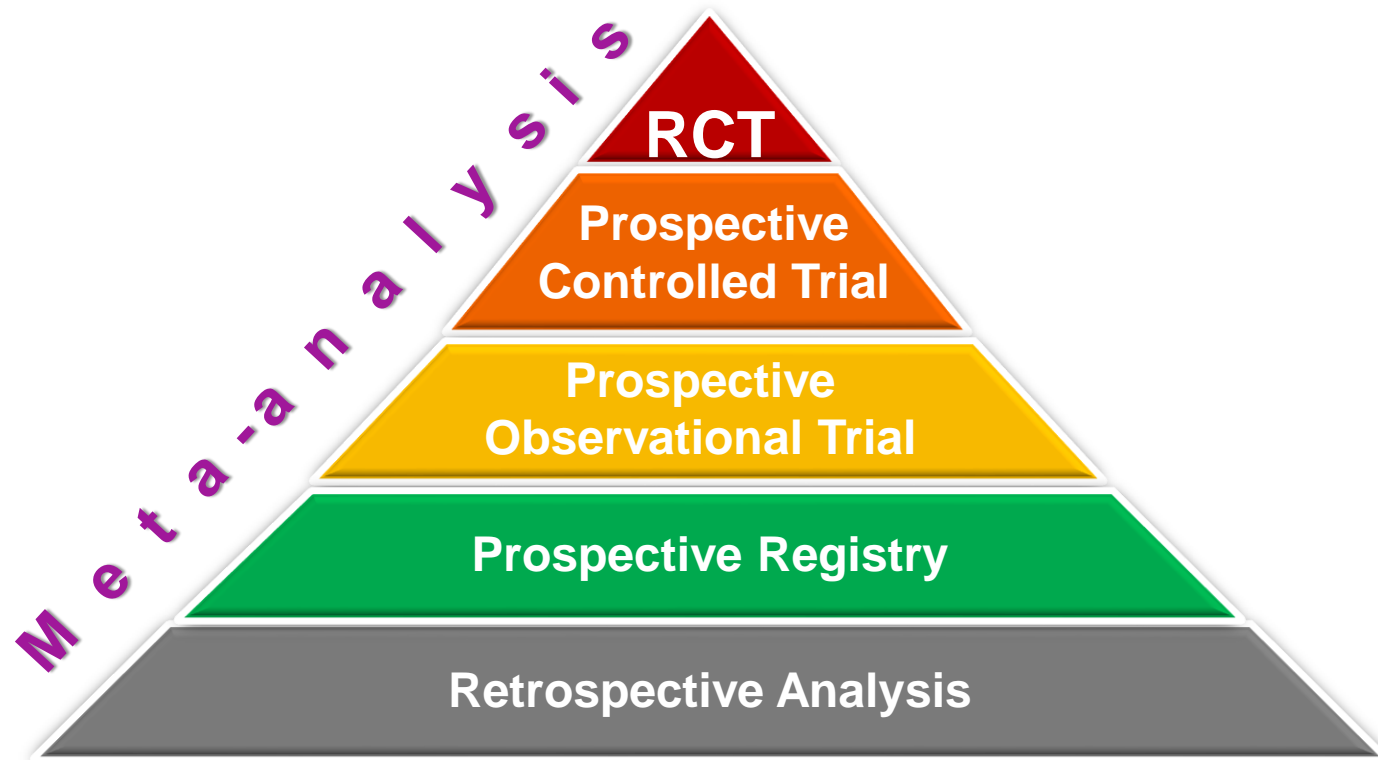 Meta-analysis
RCT
Prospective
Controlled Trial
Prospective
Observational Trial
Prospective Registry
Retrospective Analysis